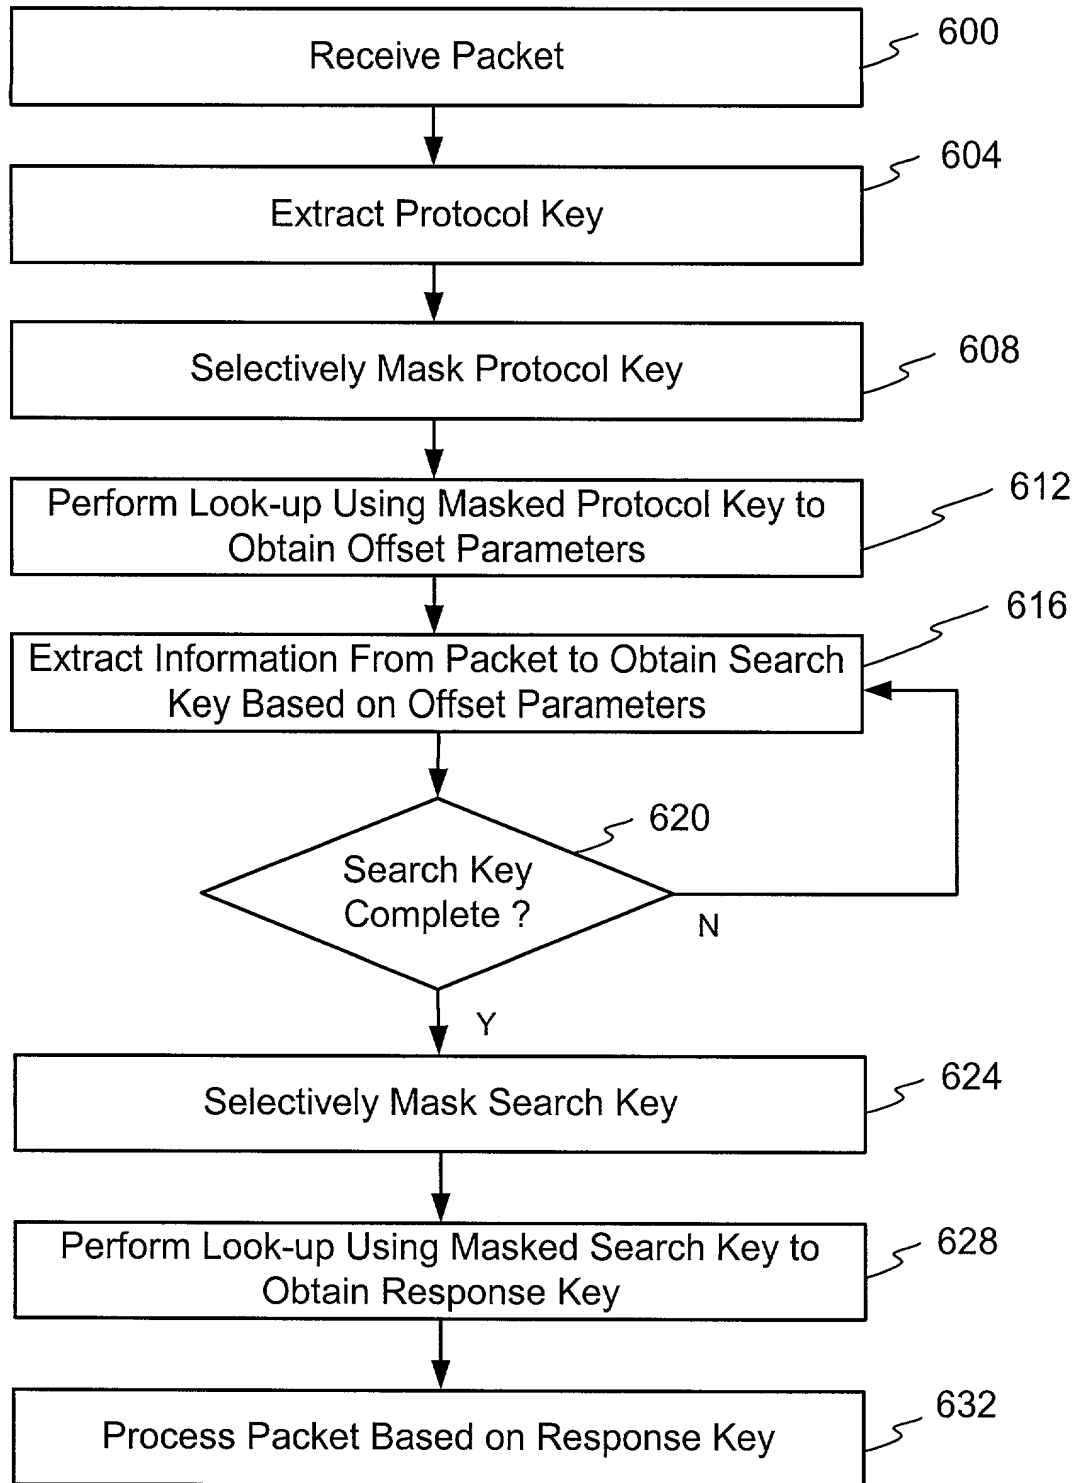 Receive Packet
600
Extract Protocol Key
604
Selectively Mask Protocol Key
608
Perform Look-up Using Masked Protocol Key to
Obtain Offset Parameters
612
Extract Information From Packet to Obtain Search
Key Based on Offset Parameters
616
Search Key
Complete ?
620
N
Y
Selectively Mask Search Key
624
Perform Look-up Using Masked Search Key to
Obtain Response Key
628
Process Packet Based on Response Key
632